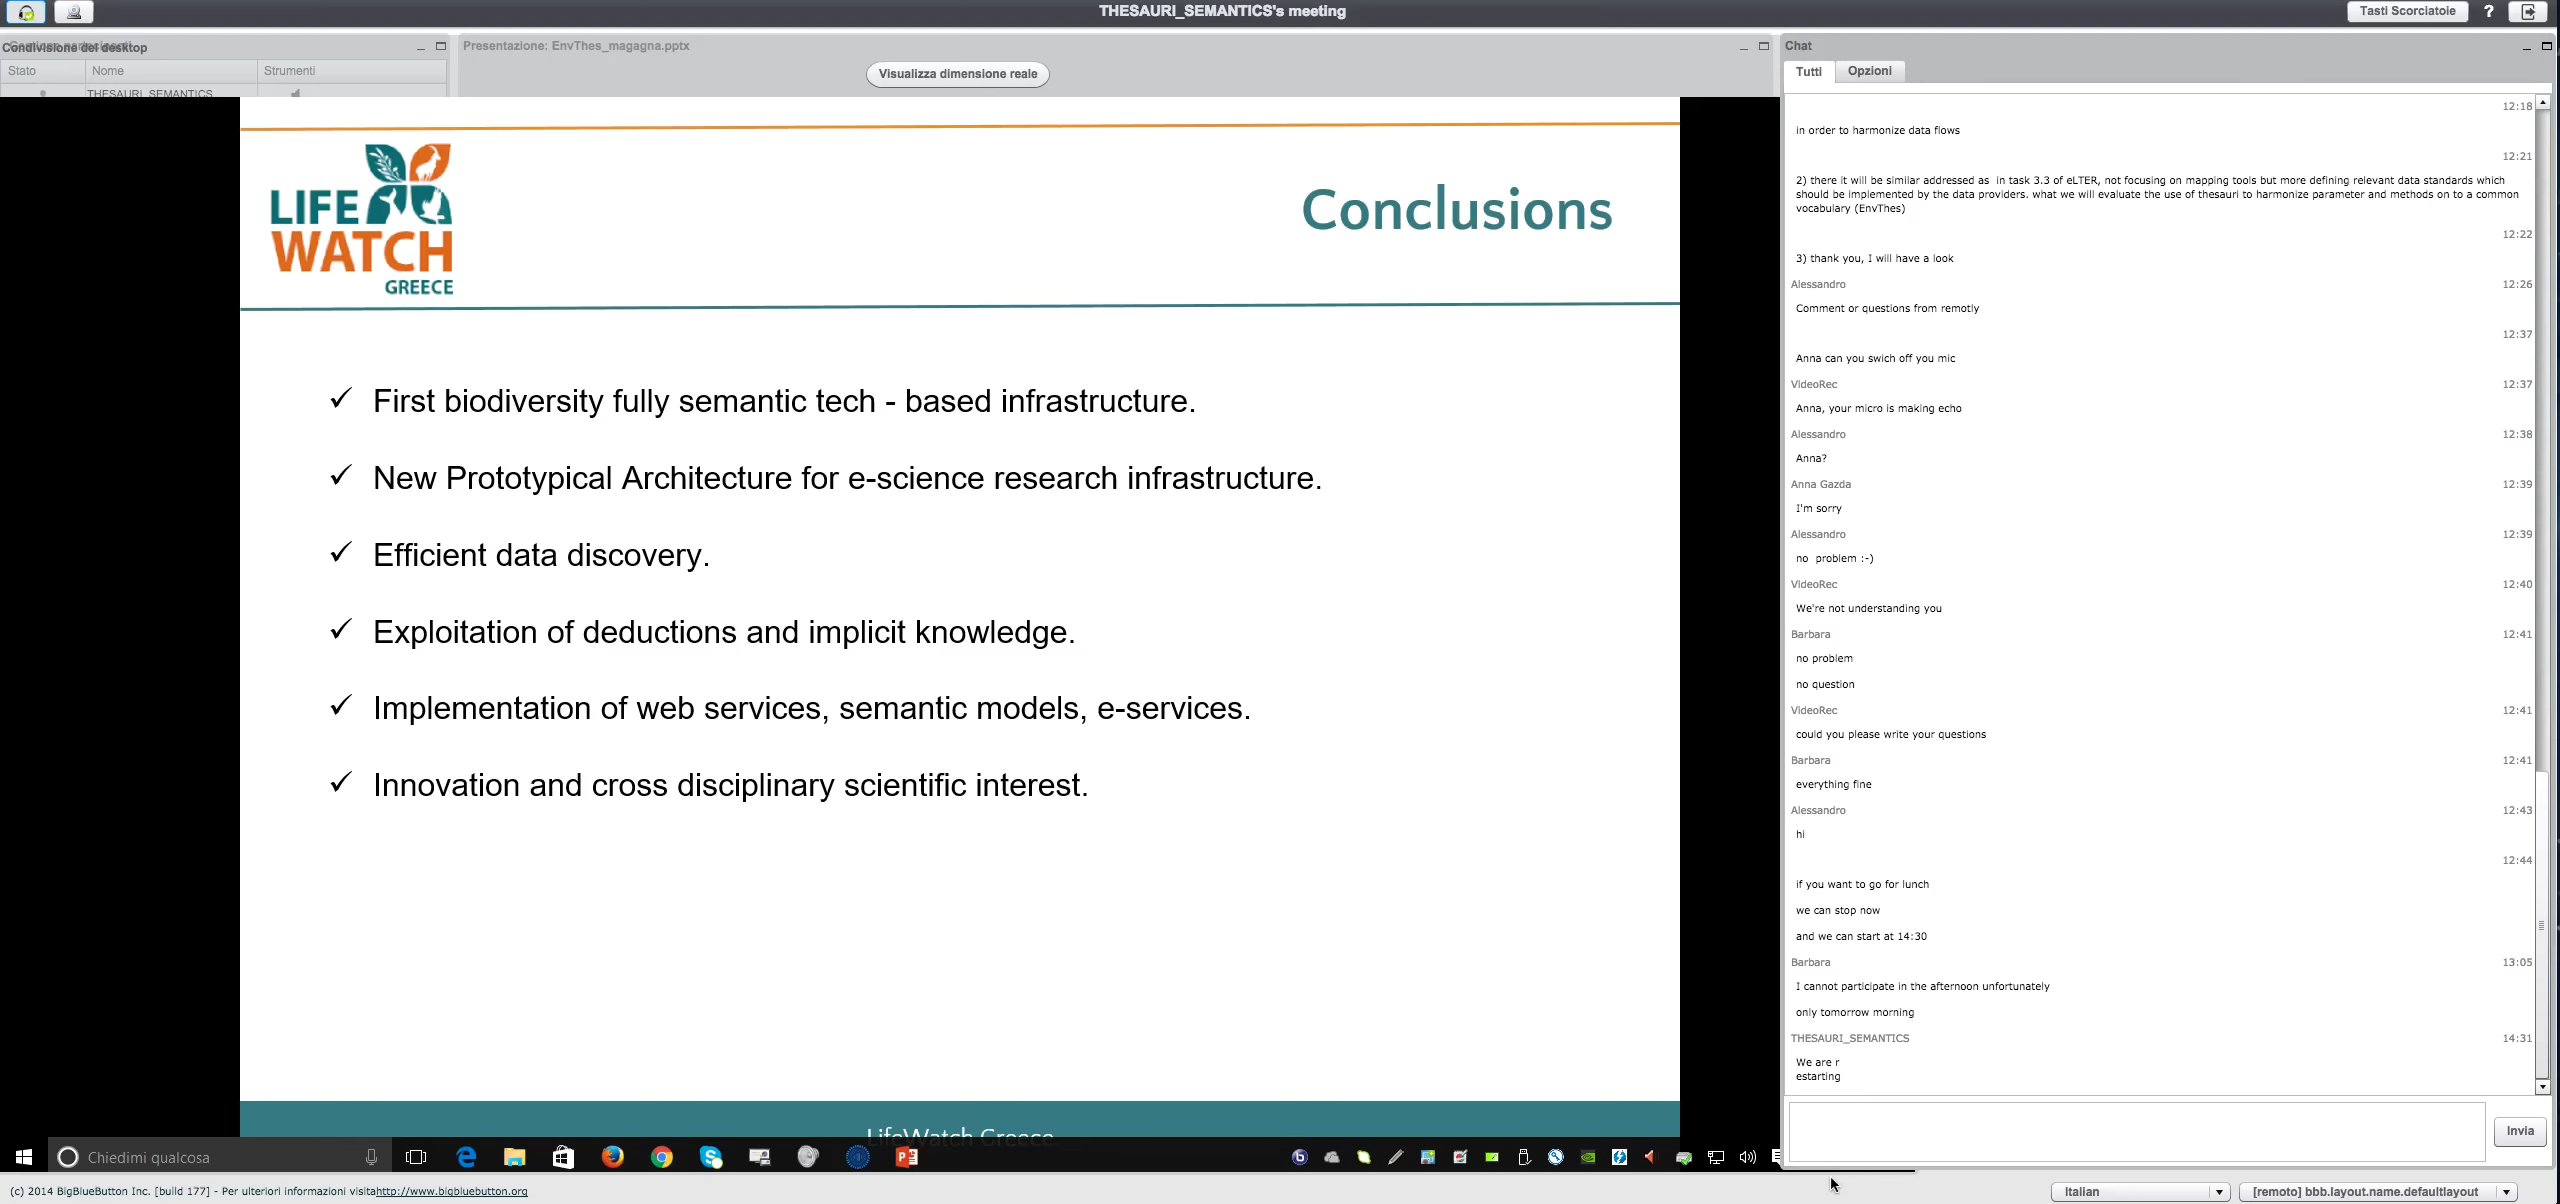 THESAURI_SEMANTICS's meeting
Tasti Scorciatoie
?
Condivisione del desktop
Stato
Nome
Strumenti
THESAURI_SEMANTICS
Presentazione: EnvThes_magagna.pptx
Visualizza dimensione reale
LIFE
WATCH
GREECE
Conclusions
✓ First biodiversity fully semantic tech - based infrastructure.
✓ New Prototypical Architecture for e-science research infrastructure.
✓ Efficient data discovery.
✓ Exploitation of deductions and implicit knowledge.
✓ Implementation of web services, semantic models, e-services.
✓ Innovation and cross disciplinary scientific interest.
LifeWatch Greece
Chiedimi qualcosa
Chat
Tutti
Opzioni
12:18
in order to harmonize data flows
12:21
2) there it will be similar addressed as  in task 3.3 of eLTER, not focusing on mapping tools but more defining relevant data standards which
should be implemented by the data providers. what we will evaluate the use of thesauri to harmonize parameter and methods on to a common
vocabulary (EnvThes)
12:22
3) thank you, I will have a look
Alessandro 12:26
Comment or questions from remotly
12:37
Anna can you swich off you mic
VideoRec 12:37
Anna, your micro is making echo
Alessandro 12:38
Anna?
Anna Gazda 12:39
I'm sorry
Alessandro 12:39
no  problem :-)
VideoRec 12:40
We're not understanding you
Barbara 12:41
no problem
no question
VideoRec 12:41
could you please write your questions
Barbara 12:41
everything fine
Alessandro 12:43
hi
12:44
if you want to go for lunch
we can stop now
and we can start at 14:30
Barbara 13:05
I cannot participate in the afternoon unfortunately
only tomorrow morning
THESAURI_SEMANTICS 14:31
We are r
estarting
Invia
(c) 2014 BigBlueButton Inc. [build 177] - Per ulteriori informazioni visitahttp://www.bigbluebutton.org
Italian
[remoto] bbb.layout.name.defaultlayout